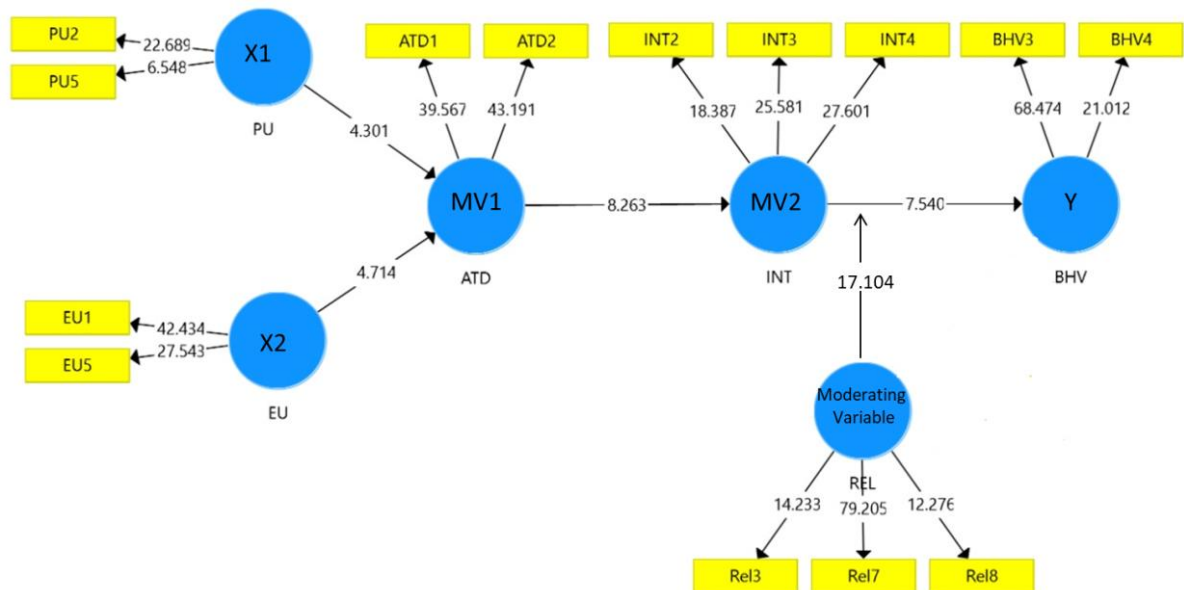 PU2
22.689
X1
PU5
6.548
PU
ATD1
ATD2
39.567
43.191
INT2
INT3
INT4
18.387
25.581
27.601
BHV3
BHV4
68.474
21.012
4.301
MV1
8.263
MV2
7.540
Y
ATD
INT
BHV
4.714
17.104
EU1
42.434
X2
EU5
27.543
EU
Moderating
Variable
REL
14.233
79.205
12.276
Rel3
Rel7
Rel8